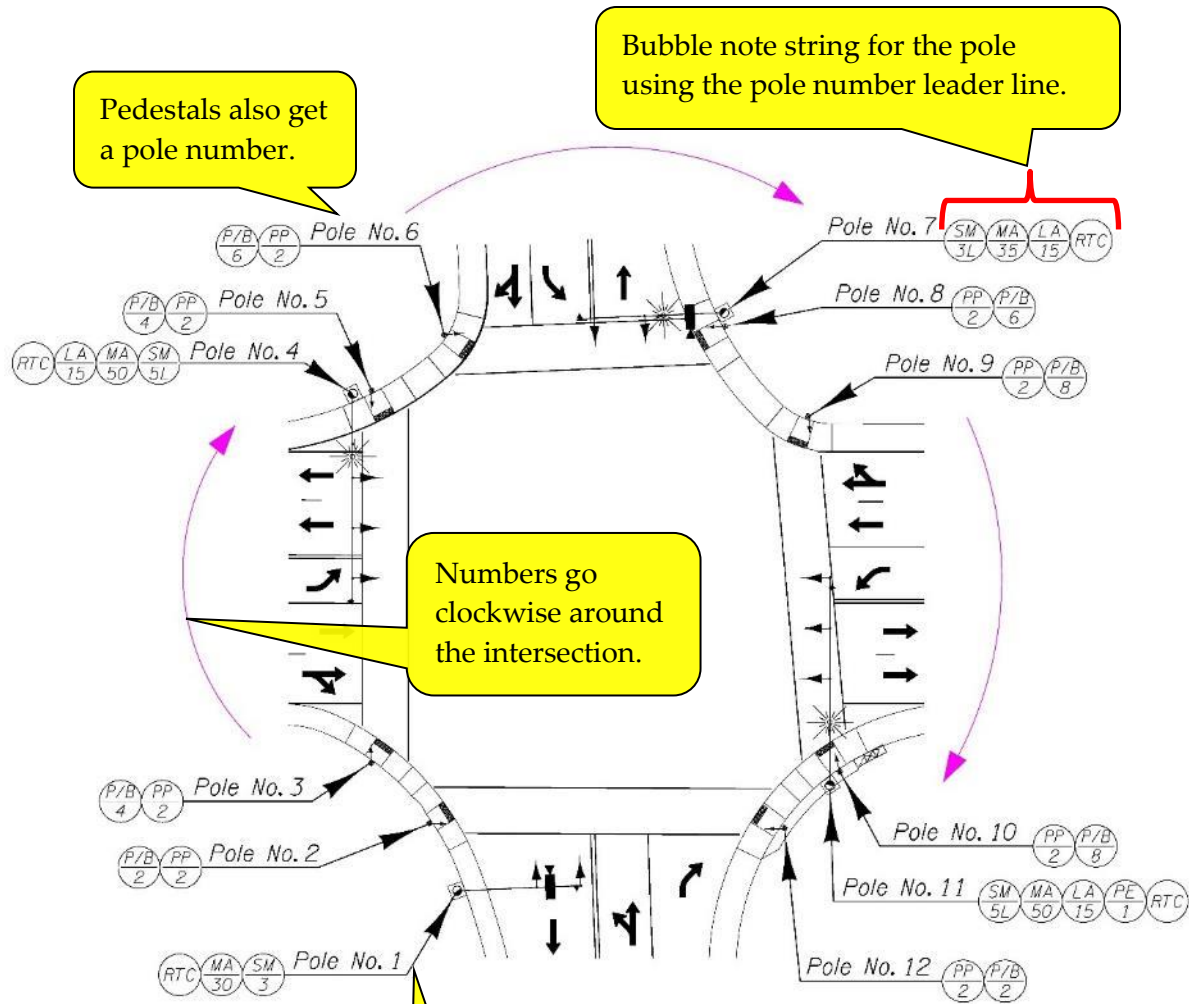 Bubble note string for the pole
using the pole number leader line.
Pedestals also get
a pole number.
P/B 6 PP 2 Pole No. 6
Pole No. 7 SM 3L MA 35 LA 15 RTC
P/B 4 PP 2 Pole No. 5
Pole No. 8 PP 2 P/B 6
RTC LA 15 MA 50 SM 5L Pole No. 4
Pole No. 9 PP 2 P/B 8
Numbers go
clockwise around
the intersection.
P/B 4 PP 2 Pole No. 3
P/B 2 PP 2 Pole No. 2
Pole No. 10 PP 2 P/B 8
Pole No. 11 SM 5L MA 50 LA 15 PE 1 RTC
RTC MA 30 SM 3 Pole No. 1
Pole No. 12 PP 2 P/B 2